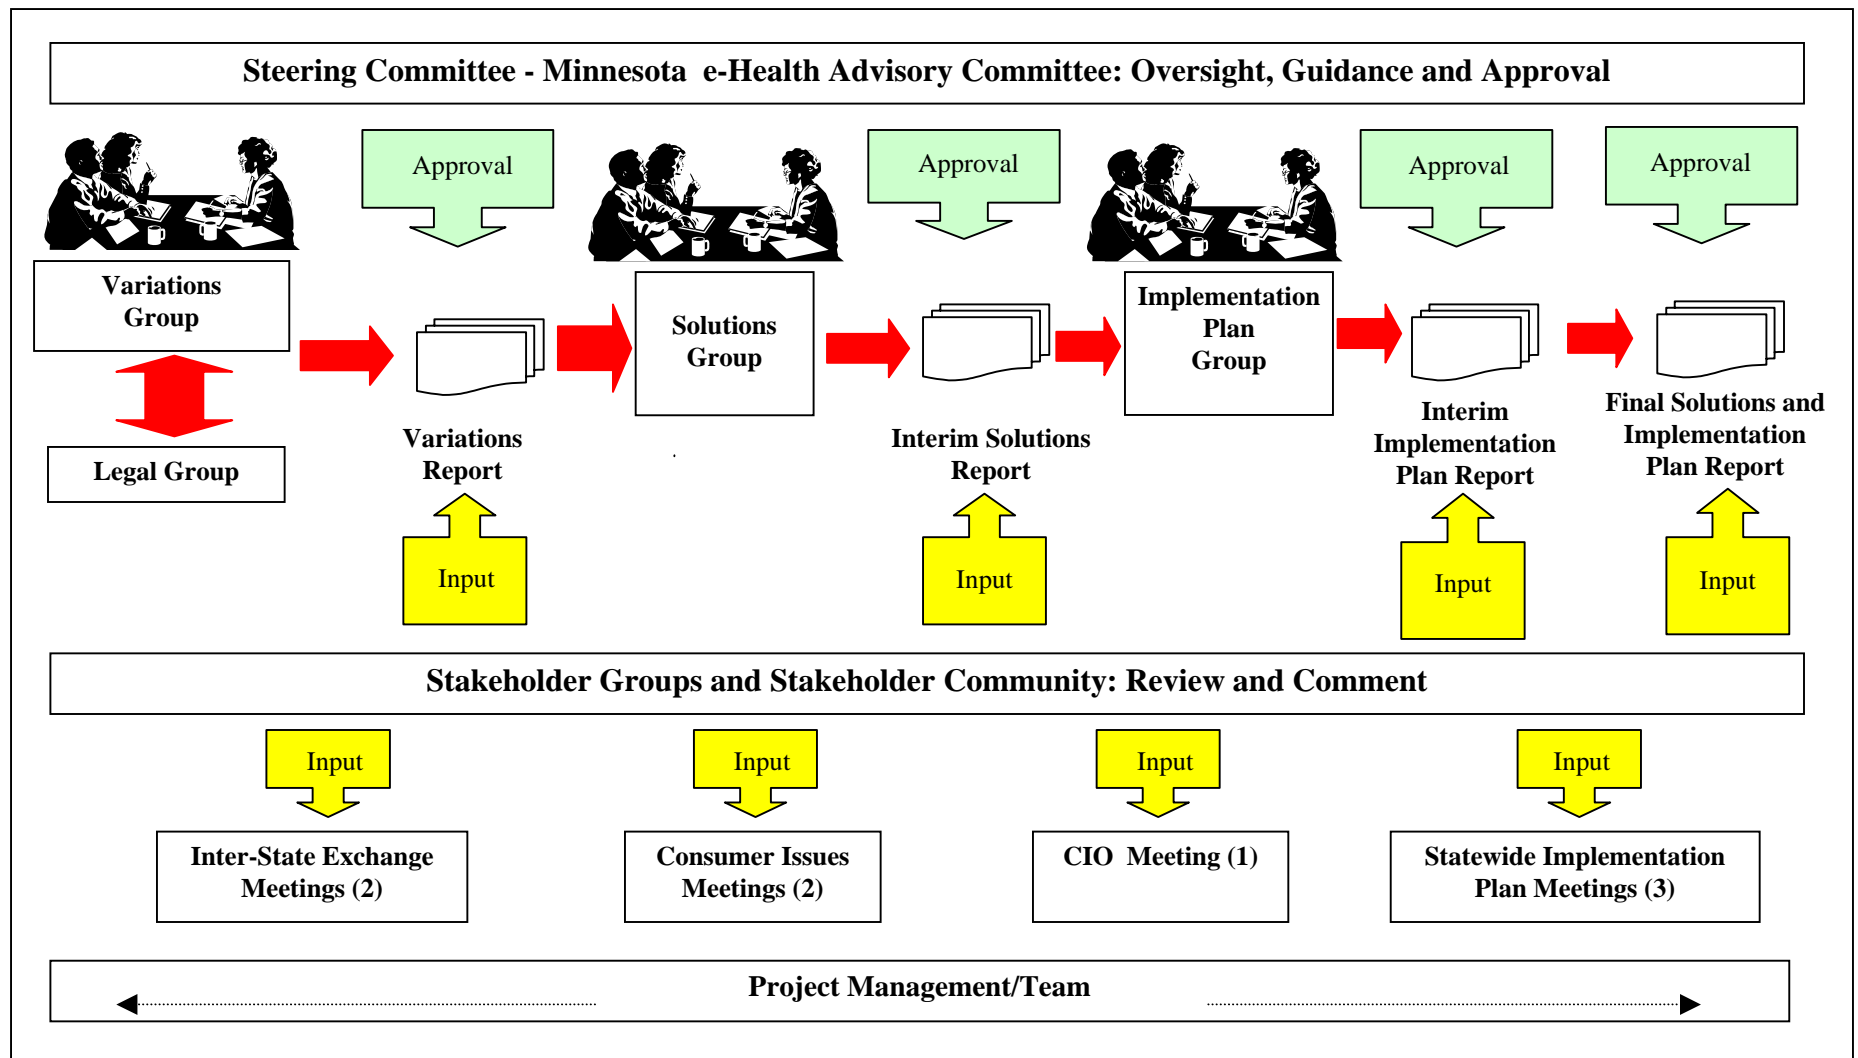 Steering Committee - Minnesota e-Health Advisory Committee: Oversight, Guidance and Approval
Approval
Approval
Approval
Approval
Variations
Group
Legal Group
Variations
Report
Solutions
Group
Interim Solutions
Report
Implementation
Plan
Group
Interim
Implementation
Plan Report
Final Solutions and
Implementation
Plan Report
Input
Input
Input
Input
Stakeholder Groups and Stakeholder Community: Review and Comment
Input
Input
Input
Input
Inter-State Exchange
Meetings (2)
Consumer Issues
Meetings (2)
CIO Meeting (1)
Statewide Implementation
Plan Meetings (3)
Project Management/Team